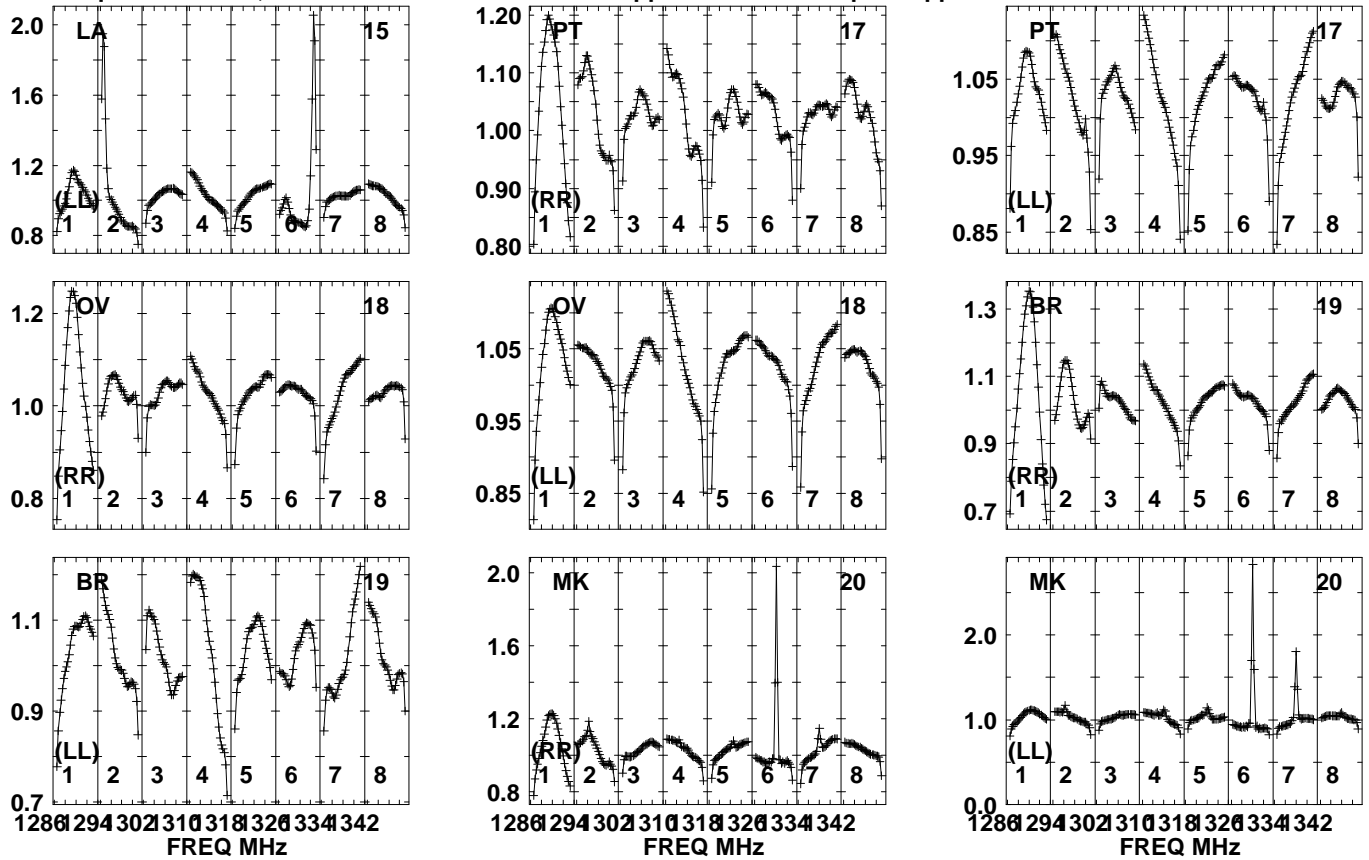 LA 15
2.0
1.6
1.2
0.8
(LL)
1 2 3 4 5 6 7 8
PT 17
1.20
1.10
1.00
0.90
0.80
(RR)
1 2 3 4 5 6 7 8
PT 17
1.05
0.95
0.85
(LL)
1 2 3 4 5 6 7 8
OV 18
1.2
1.0
0.8
(RR)
1 2 3 4 5 6 7 8
OV 18
1.05
0.95
0.85
(LL)
1 2 3 4 5 6 7 8
BR 19
1.3
1.1
0.9
0.7
(RR)
1 2 3 4 5 6 7 8
BR 19
1.1
0.9
0.7
(LL)
1 2 3 4 5 6 7 8
1286 1294 1302 1310 1318 1326 1334 1342
FREQ MHz
MK 20
2.0
1.6
1.2
0.8
(RR)
1 2 3 4 5 6 7 8
1286 1294 1302 1310 1318 1326 1334 1342
FREQ MHz
MK 20
2.0
1.0
0.0
(LL)
1 2 3 4 5 6 7 8
1286 1294 1302 1310 1318 1326 1334 1342
FREQ MHz